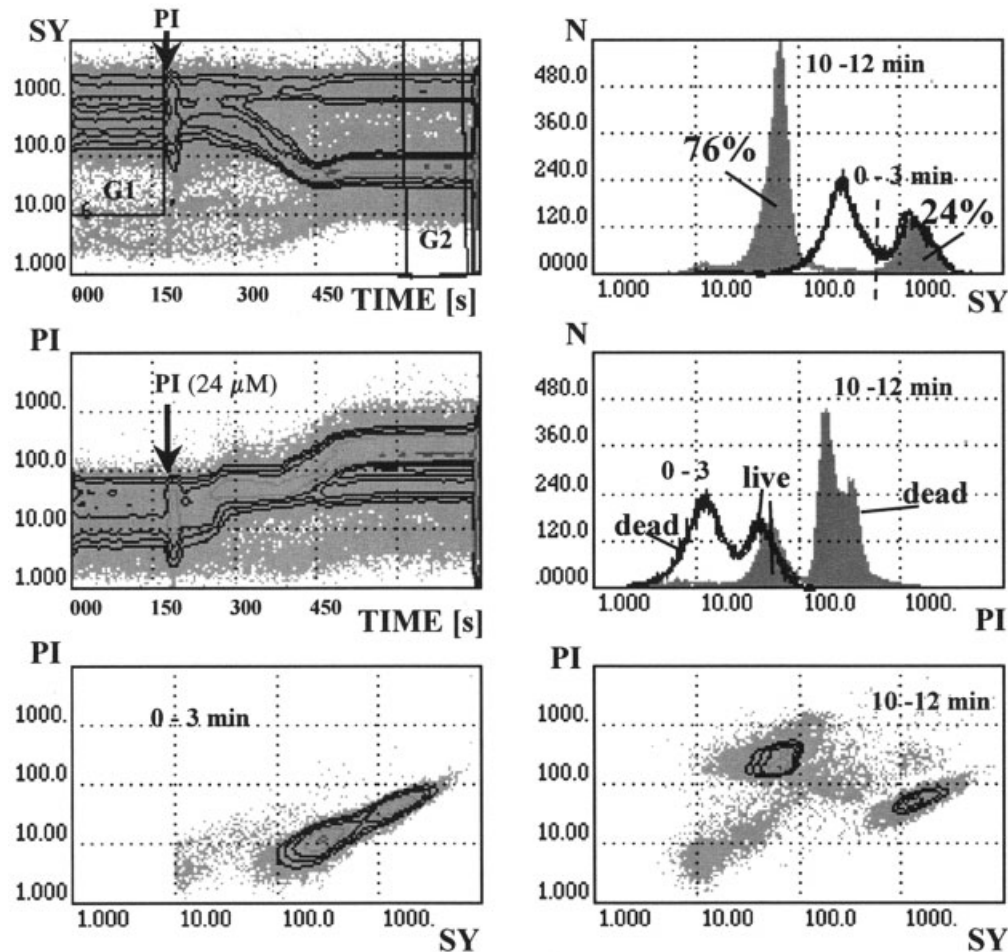 SY
PI
1000.
100.0
10.00
1.000
G1
G2
000 150 300 450 TIME [s]
N
480.0
360.0
240.0
120.0
.0000
10 -12 min
76%
0 - 3 min
24%
1.000 10.00 100.0 1000. SY
PI
PI (24 µM)
1000.
100.0
10.00
1.000
000 150 300 450 TIME [s]
N
480.0
360.0
240.0
120.0
.0000
10 -12 min
0 - 3
live
dead
dead
1.000 10.00 100.0 1000. PI
PI
1000.
100.0
10.00
1.000
0 - 3 min
1.000 10.00 100.0 1000. SY
PI
1000.
100.0
10.00
1.000
10 -12 min
1.000 10.00 100.0 1000. SY